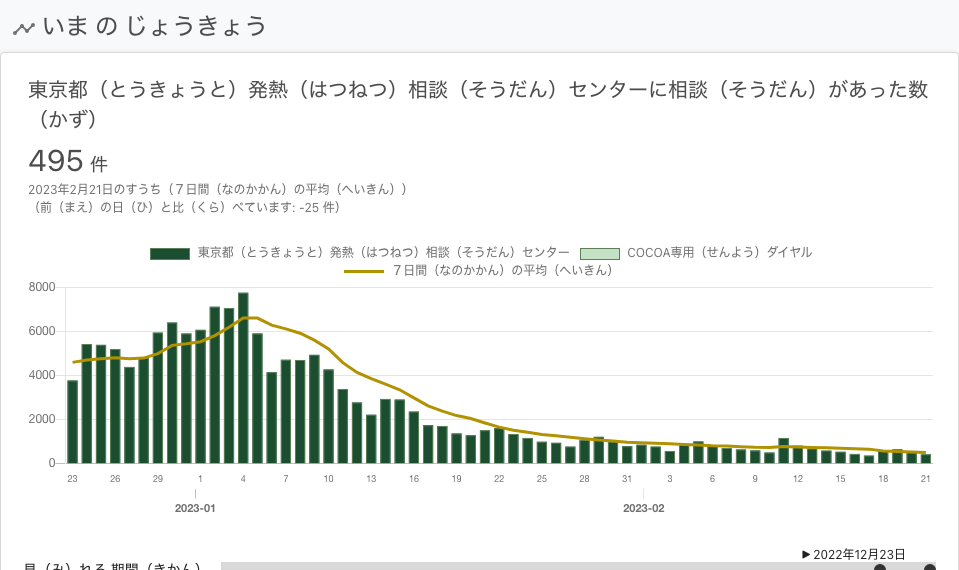 いま の じょうきょう
東京都（とうきょうと）発熱（はつねつ）相談（そうだん）センターに相談（そうだん）があった数
（かず）
495 件
2023年2月21日のすうち（７日間（なのかかん）の平均（へいきん））
（前（まえ）の日（ひ）と比（くら）べています: -25 件）
東京都（とうきょうと）発熱（はつねつ）相談（そうだん）センター COCOA専用（せんよう）ダイヤル
７日間（なのかかん）の平均（へいきん）
8000
6000
4000
2000
0
23 26 29 1 4 7 10 13 16 19 22 25 28 31 3 6 9 12 15 18 21
2023-01 2023-02
▶ 2022年12月23日
見（み）れる 期間（きかん）